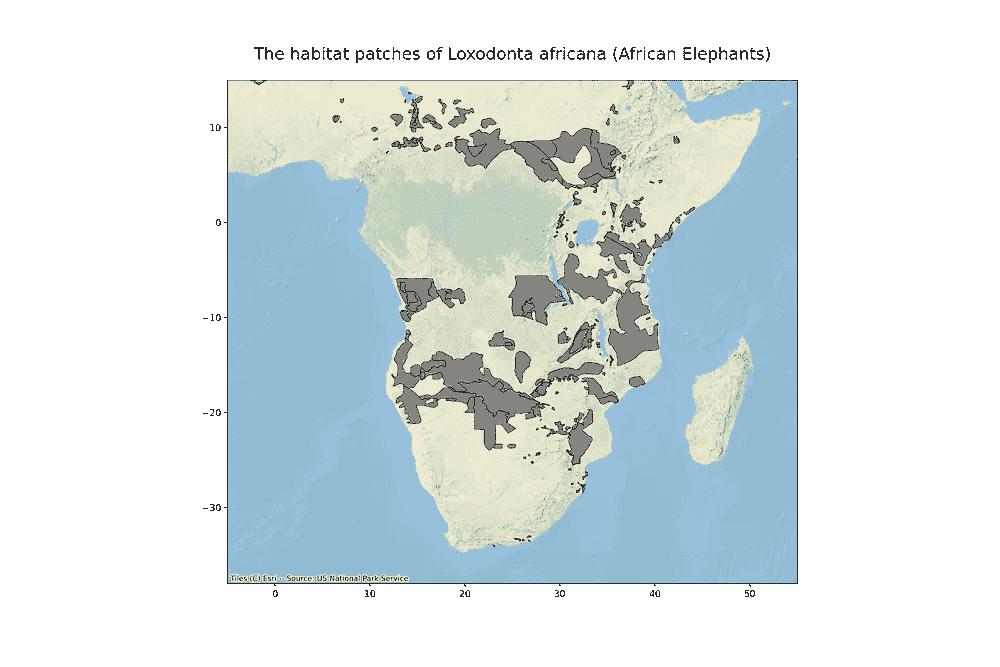 The habitat patches of Loxodonta africana (African Elephants)
10
0
−10
−20
−30
Tiles (C) Esri -- Source: US National Park Service
0 10 20 30 40 50